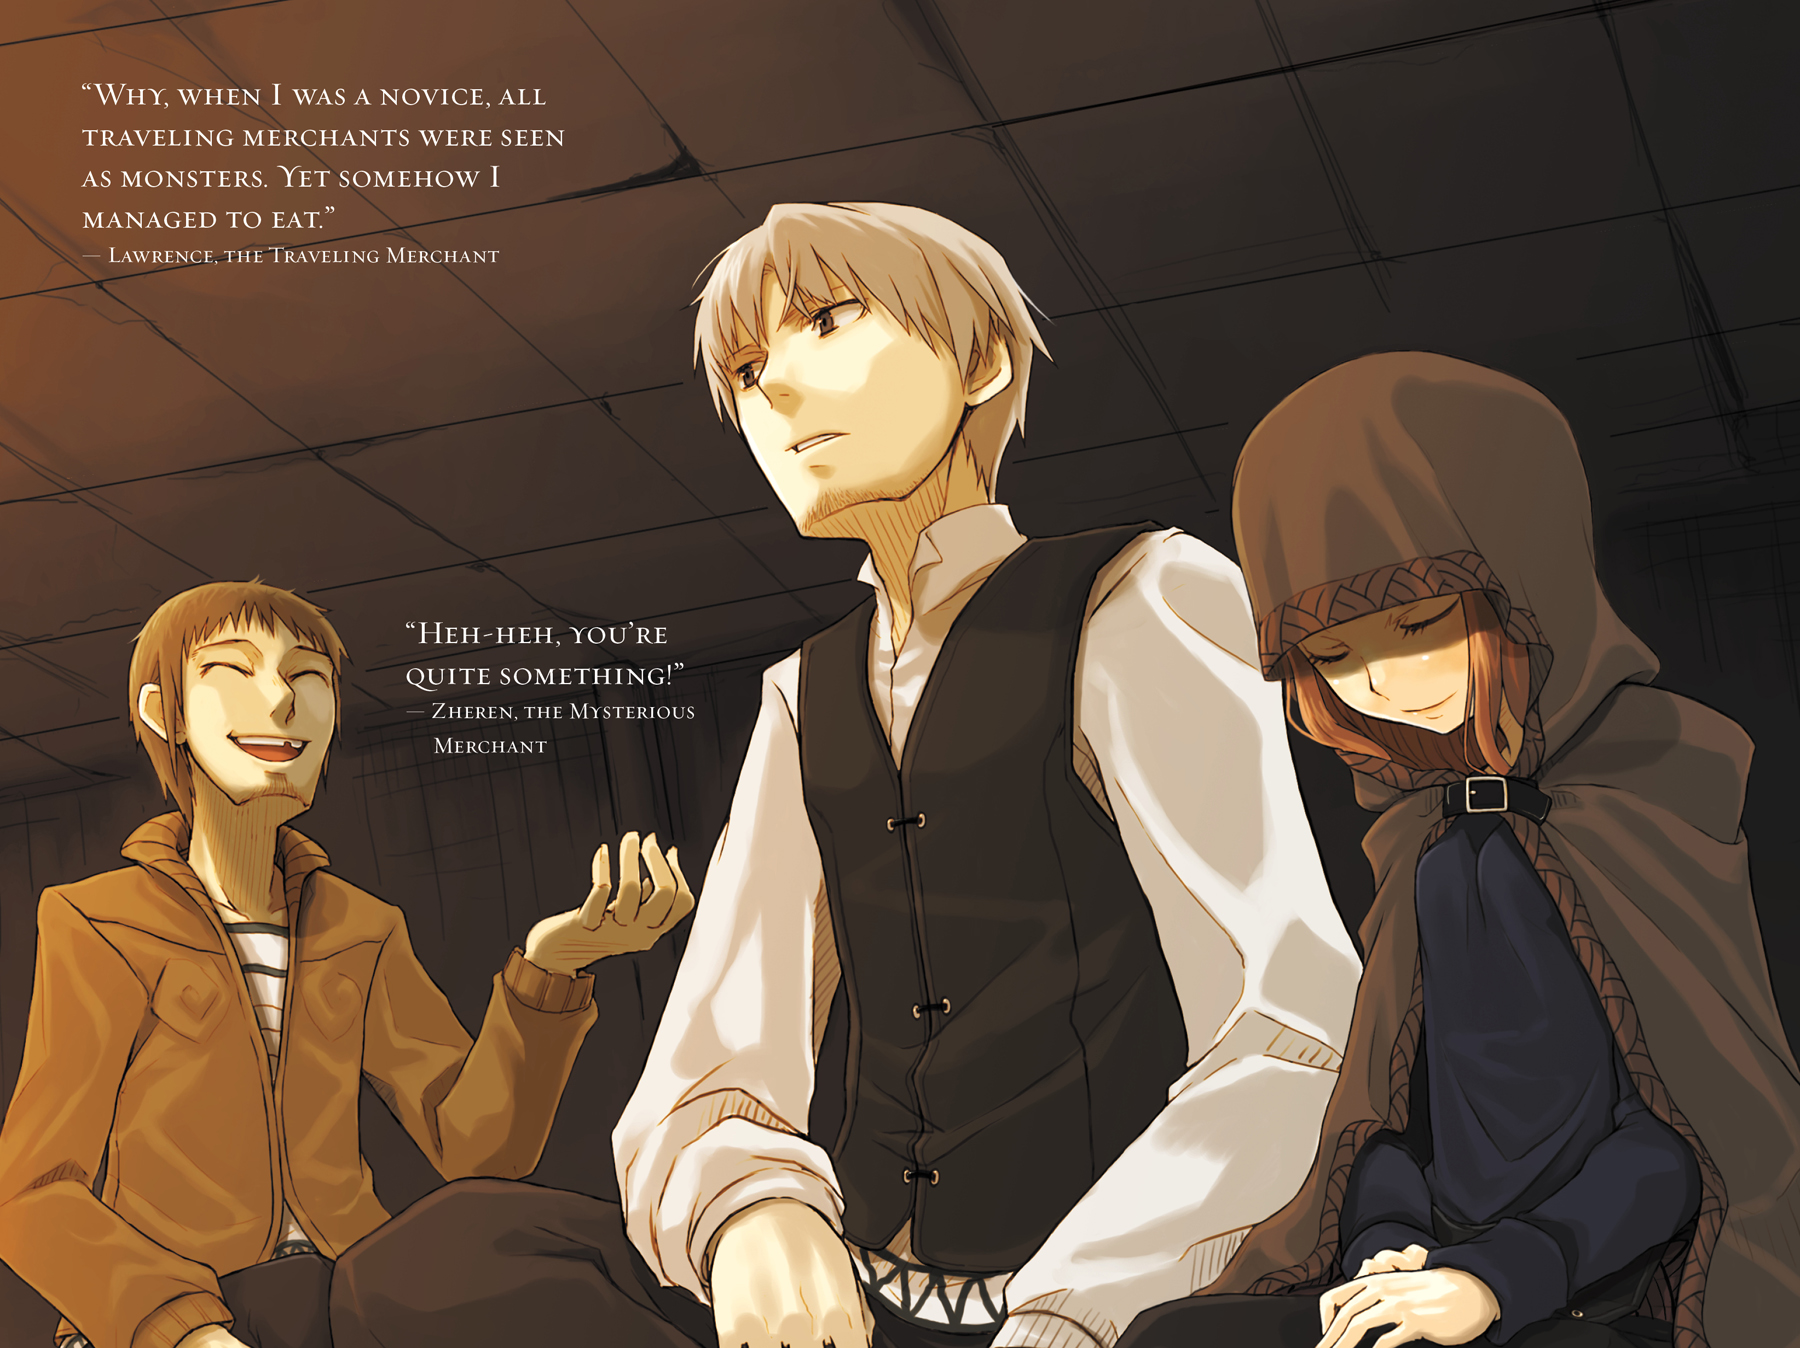 “Why, when I was a novice, all
traveling merchants were seen
as monsters. Yet somehow I
managed to eat.”
— Lawrence, the Traveling Merchant
“Heh-heh, you’re
quite something!”
— Zheren, the Mysterious
Merchant